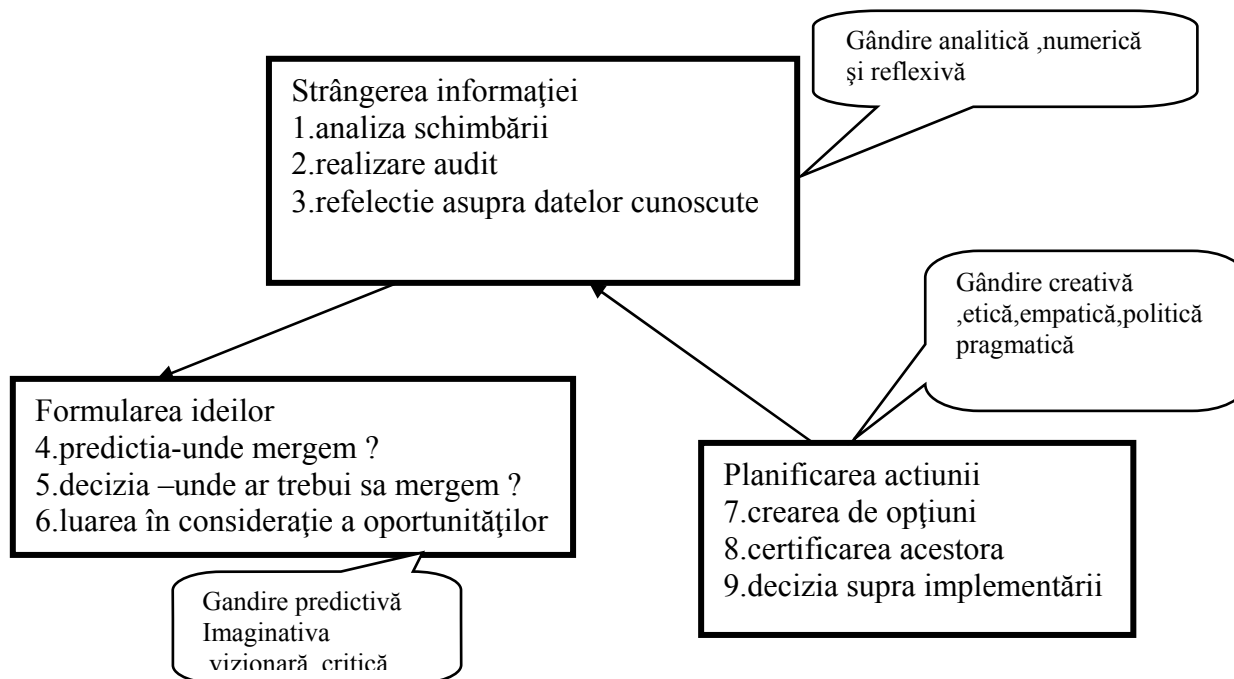 Gândire analitică ,numerică
şi reflexivă
Strângerea informaţiei
1.analiza schimbării
2.realizare audit
3.refelectie asupra datelor cunoscute
Gândire creativă
,etică,empatică,politică
pragmatică
Formularea ideilor
4.predictia-unde mergem ?
5.decizia –unde ar trebui sa mergem ?
6.luarea în consideraţie a oportunităţilor
Planificarea actiunii
7.crearea de opţiuni
8.certificarea acestora
9.decizia supra implementării
Gandire predictivă
Imaginativa
vizionară critică